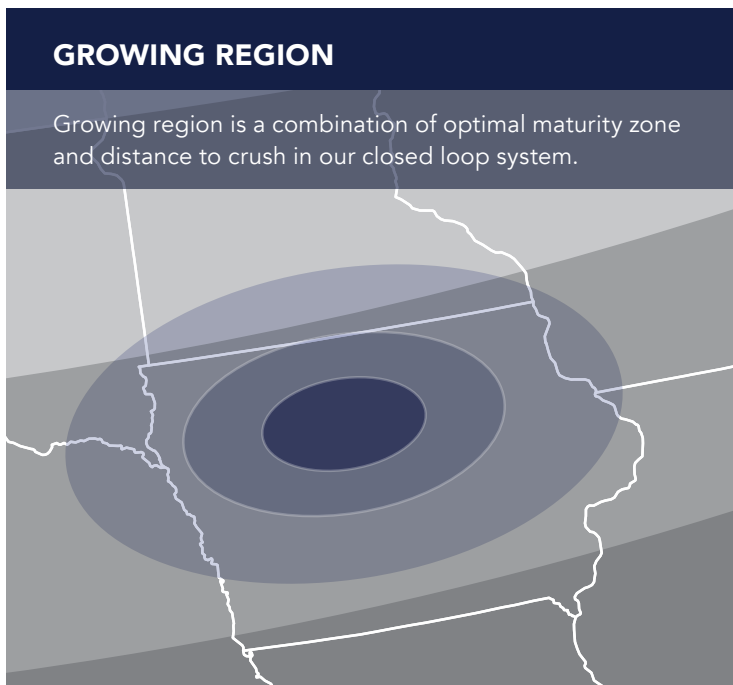 GROWING REGION
Growing region is a combination of optimal maturity zone
and distance to crush in our closed loop system.